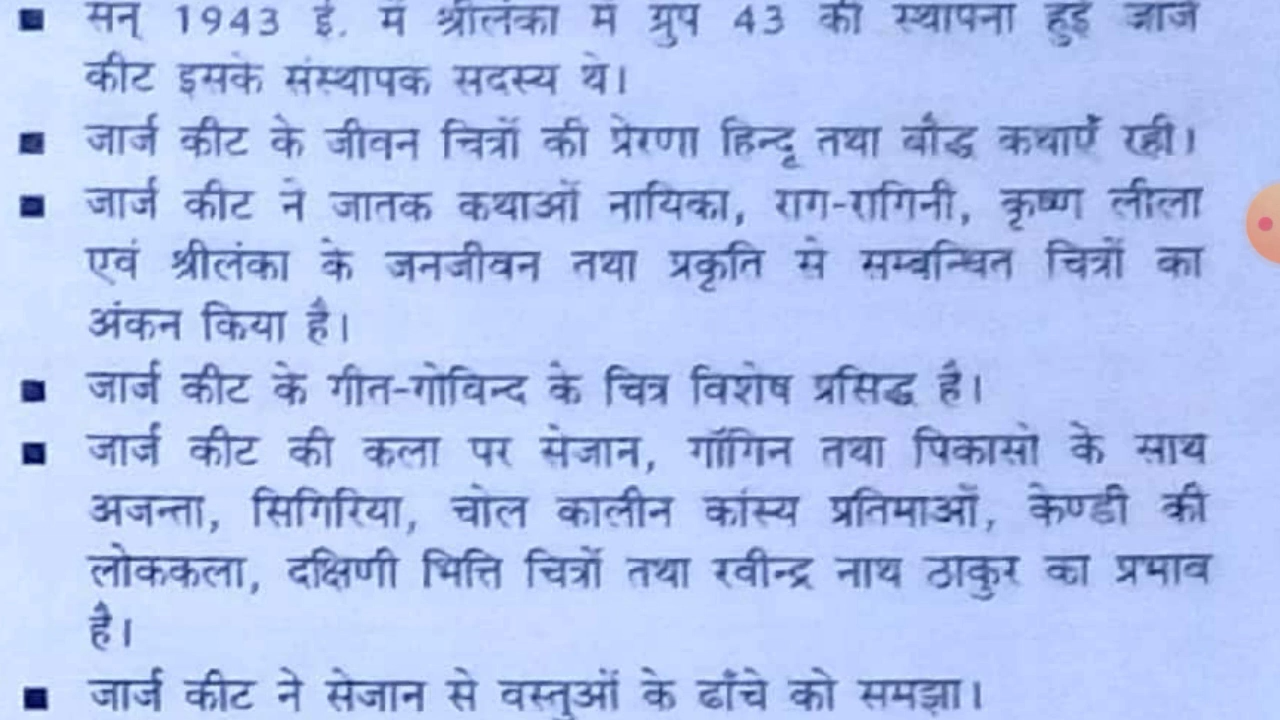 ■ सन् 1943 ई. में श्रीलंका में ग्रुप 43 की स्थापना हुई जार्ज
कीट इसके संस्थापक सदस्य थे।
■ जार्ज कीट के जीवन चित्रों की प्रेरणा हिन्दू तथा बौद्ध कथाएँ रही।
■ जार्ज कीट ने जातक कथाओं नायिका, राग-रागिनी, कृष्ण लीला
एवं श्रीलंका के जनजीवन तथा प्रकृति से सम्बन्धित चित्रों का
अंकन किया है।
■ जार्ज कीट के गीत-गोविन्द के चित्र विशेष प्रसिद्ध है।
■ जार्ज कीट की कला पर सेजान, गॉगिन तथा पिकासो के साथ
अजन्ता, सिगिरिया, चोल कालीन कांस्य प्रतिमाओं, केण्डी की
लोककला, दक्षिणी भित्ति चित्रों तथा रवीन्द्र नाथ ठाकुर का प्रभाव
है।
■ जार्ज कीट ने सेजान से वस्तुओं के ढाँचे को समझा।